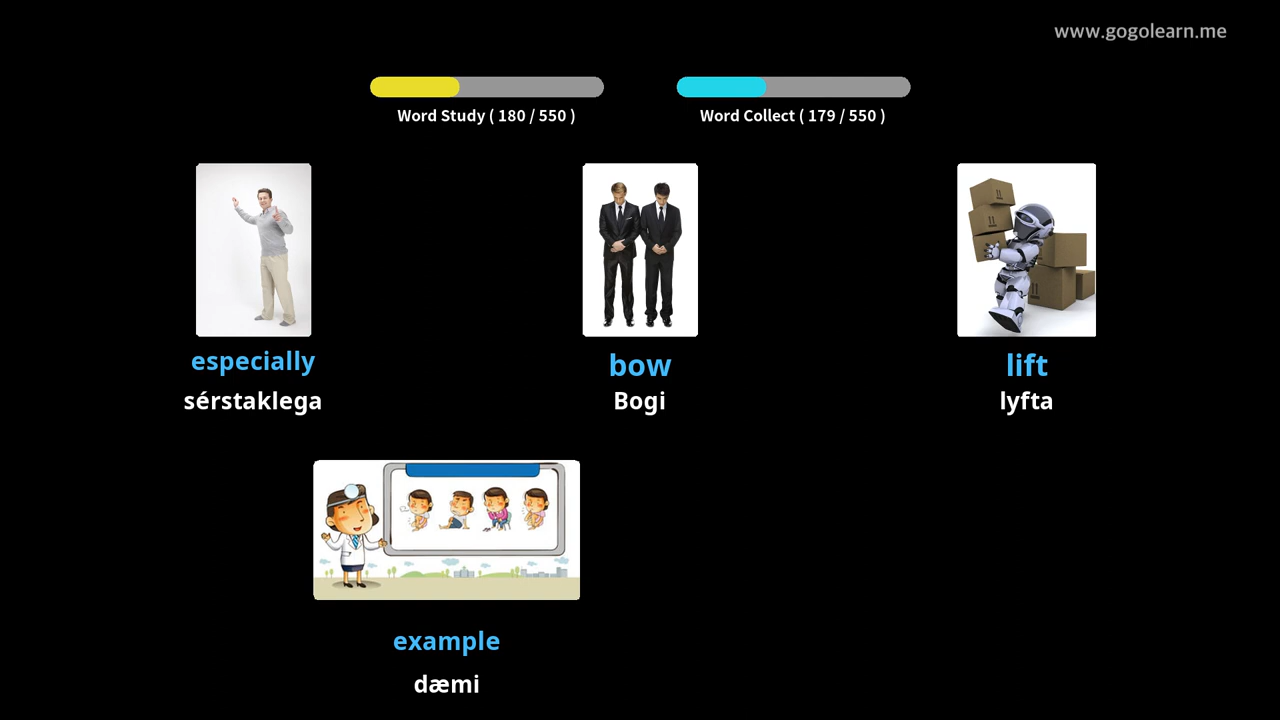 www.gogolearn.me
Word Study ( 180 / 550 )
Word Collect ( 179 / 550 )
especially
sérstaklega
bow
Bogi
lift
lyfta
example
dæmi